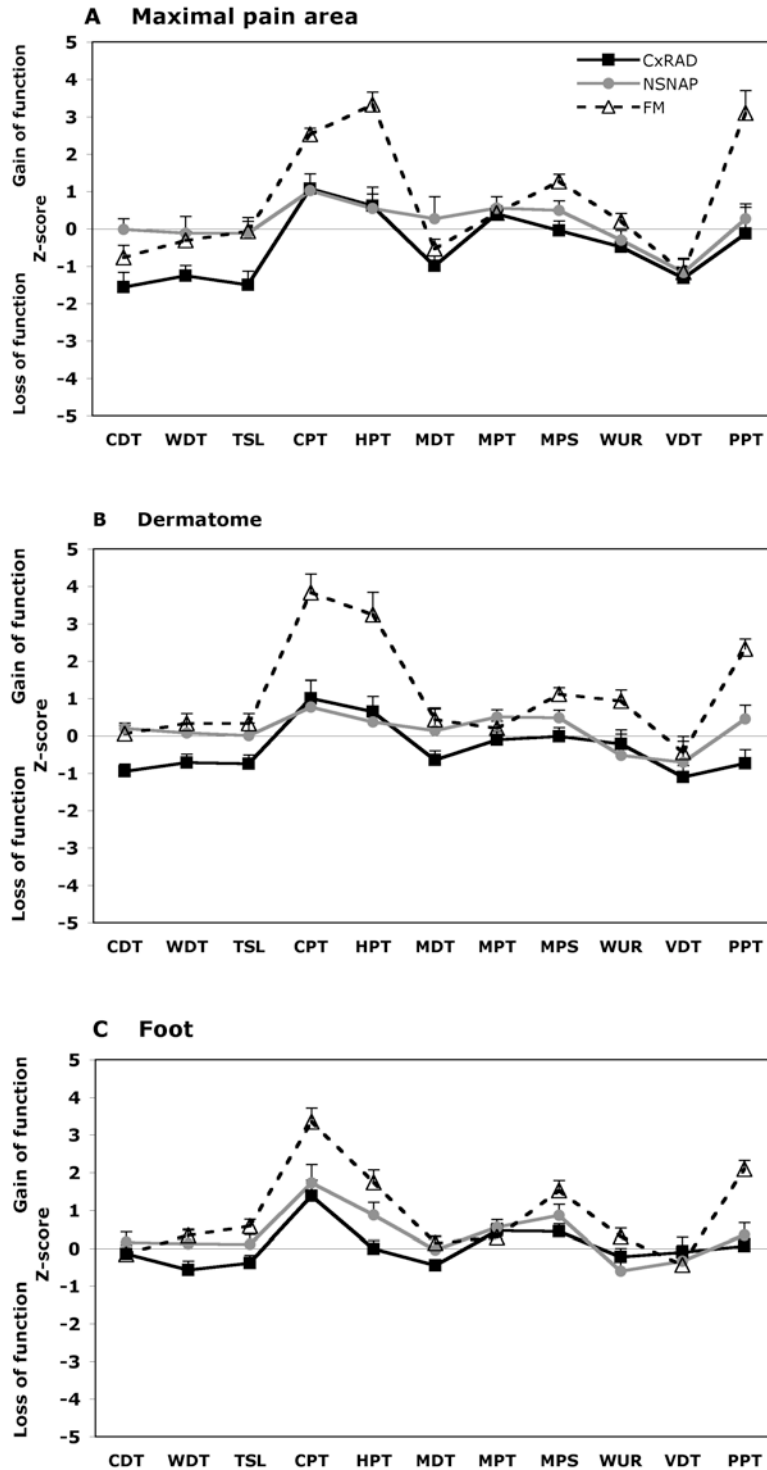 A Maximal pain area
5
4
3
2
1
0
-1
-2
-3
-4
-5
Gain of function
Z-score
Loss of function
CxRAD
NSNAP
FM
CDT WDT TSL CPT HPT MDT MPT MPS WUR VDT PPT
B Dermatome
5
4
3
2
1
0
-1
-2
-3
-4
-5
Gain of function
Z-score
Loss of function
CDT WDT TSL CPT HPT MDT MPT MPS WUR VDT PPT
C Foot
5
4
3
2
1
0
-1
-2
-3
-4
-5
Gain of function
Z-score
Loss of function
CDT WDT TSL CPT HPT MDT MPT MPS WUR VDT PPT